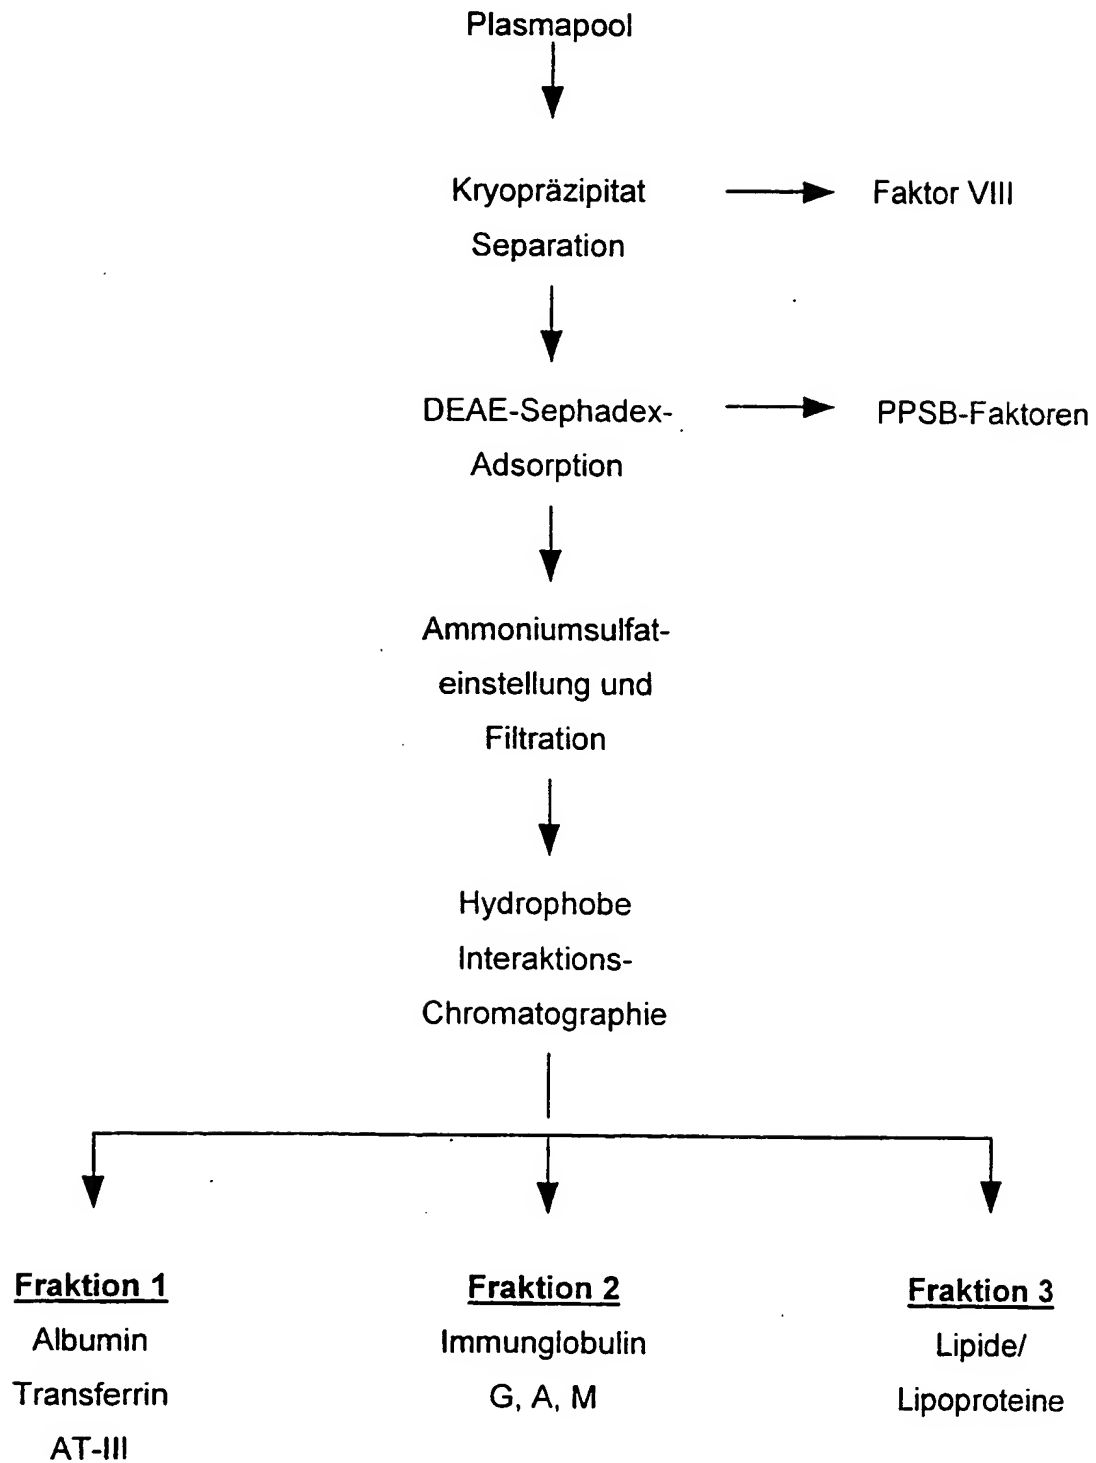 Plasmapool
Kryopräzipitat
Separation
Faktor VIII
DEAE-Sephadex-
Adsorption
PPSB-Faktoren
Ammoniumsulfat-
einstellung und
Filtration
Hydrophobe
Interaktions-
Chromatographie
Fraktion 1
Albumin
Transferrin
AT-III
Fraktion 2
Immunglobulin
G, A, M
Fraktion 3
Lipide/
Lipoproteine